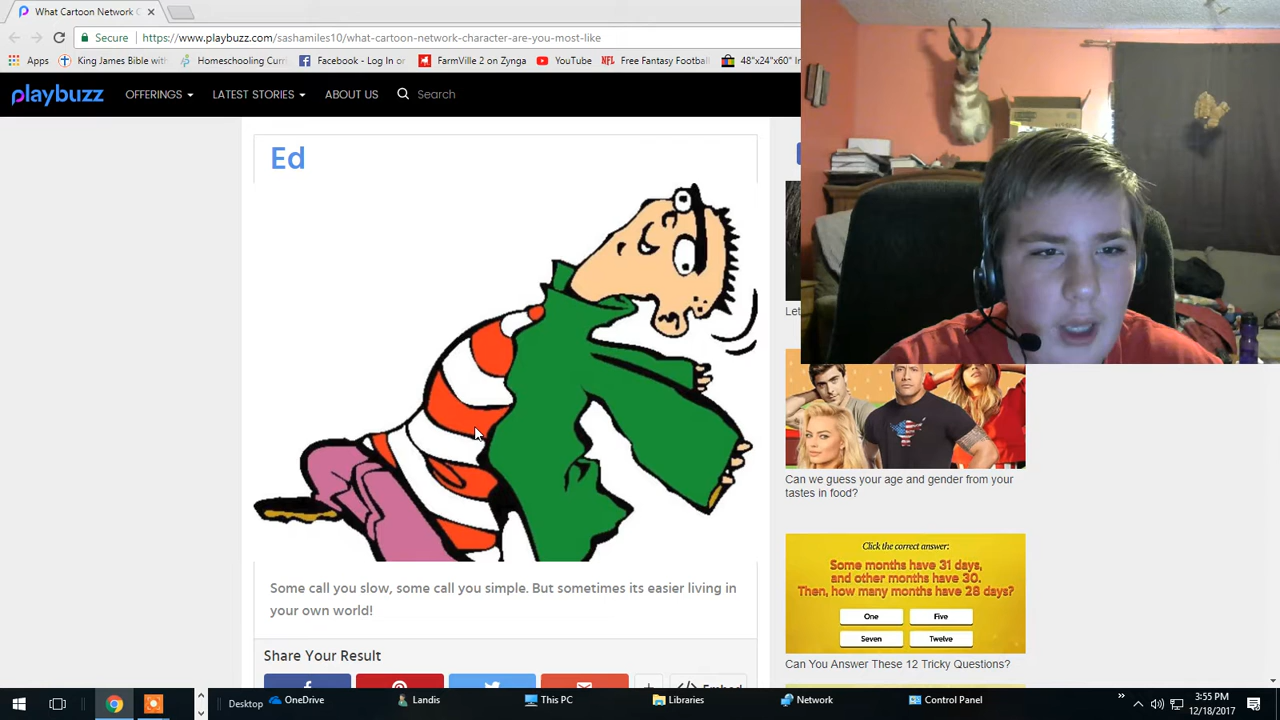 What Cartoon Network C
Secure https://www.playbuzz.com/sashamiles10/what-cartoon-network-character-are-you-most-like
Apps King James Bible with Homeschooling Curr Facebook - Log In or FarmVille 2 on Zynga YouTube NFL Free Fantasy Footbal 48"x24"x60" In
playbuzz OFFERINGS LATEST STORIES ABOUT US Search
Ed
Let
Can we guess your age and gender from your
tastes in food?
Click the correct answer:
Some months have 31 days,
and other months have 30.
Then, how many months have 28 days?
One Five
Seven Twelve
Can You Answer These 12 Tricky Questions?
Some call you slow, some call you simple. But sometimes its easier living in
your own world!
Share Your Result
Embed
Desktop OneDrive Landis This PC Libraries Network Control Panel
3:55 PM
12/18/2017